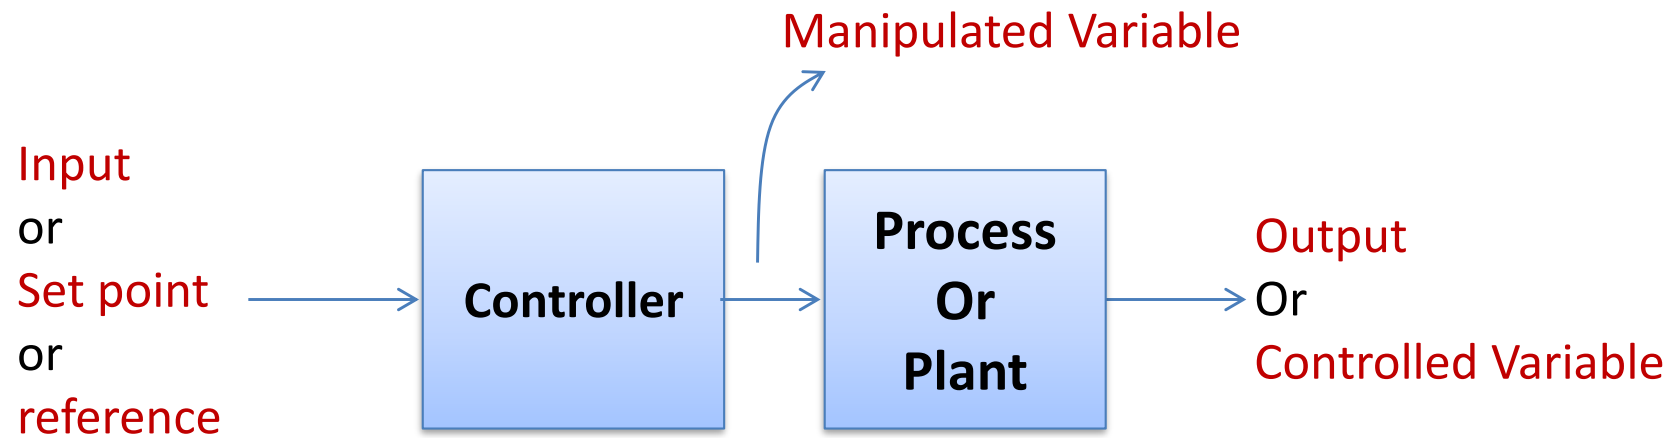 Manipulated Variable
Input
or
Set point
or
reference
Controller
Process
Or
Plant
Output
Or
Controlled Variable